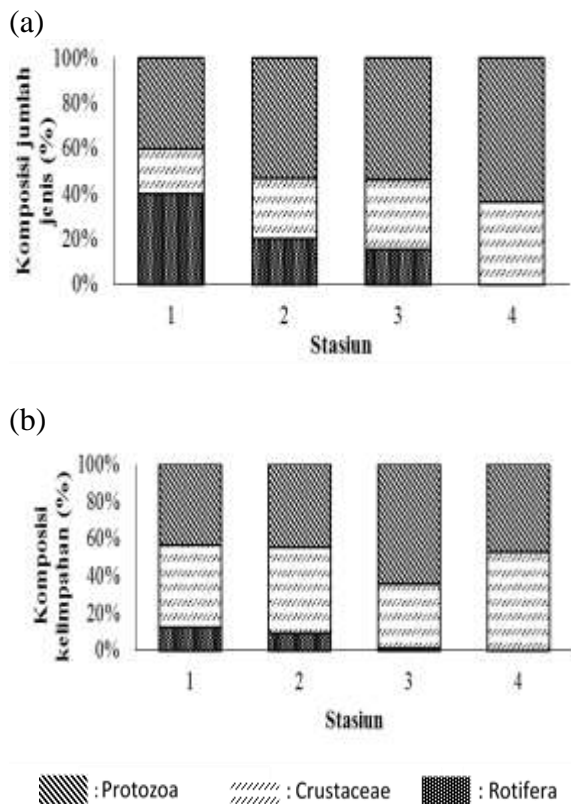 (a)
Komposisi jumlah
jenis (%)
100%
80%
60%
40%
20%
0%
1 2 3 4
Stasiun
(b)
Komposisi
kelimpahan (%)
100%
80%
60%
40%
20%
0%
1 2 3 4
Stasiun
: Protozoa : Crustaceae : Rotifera